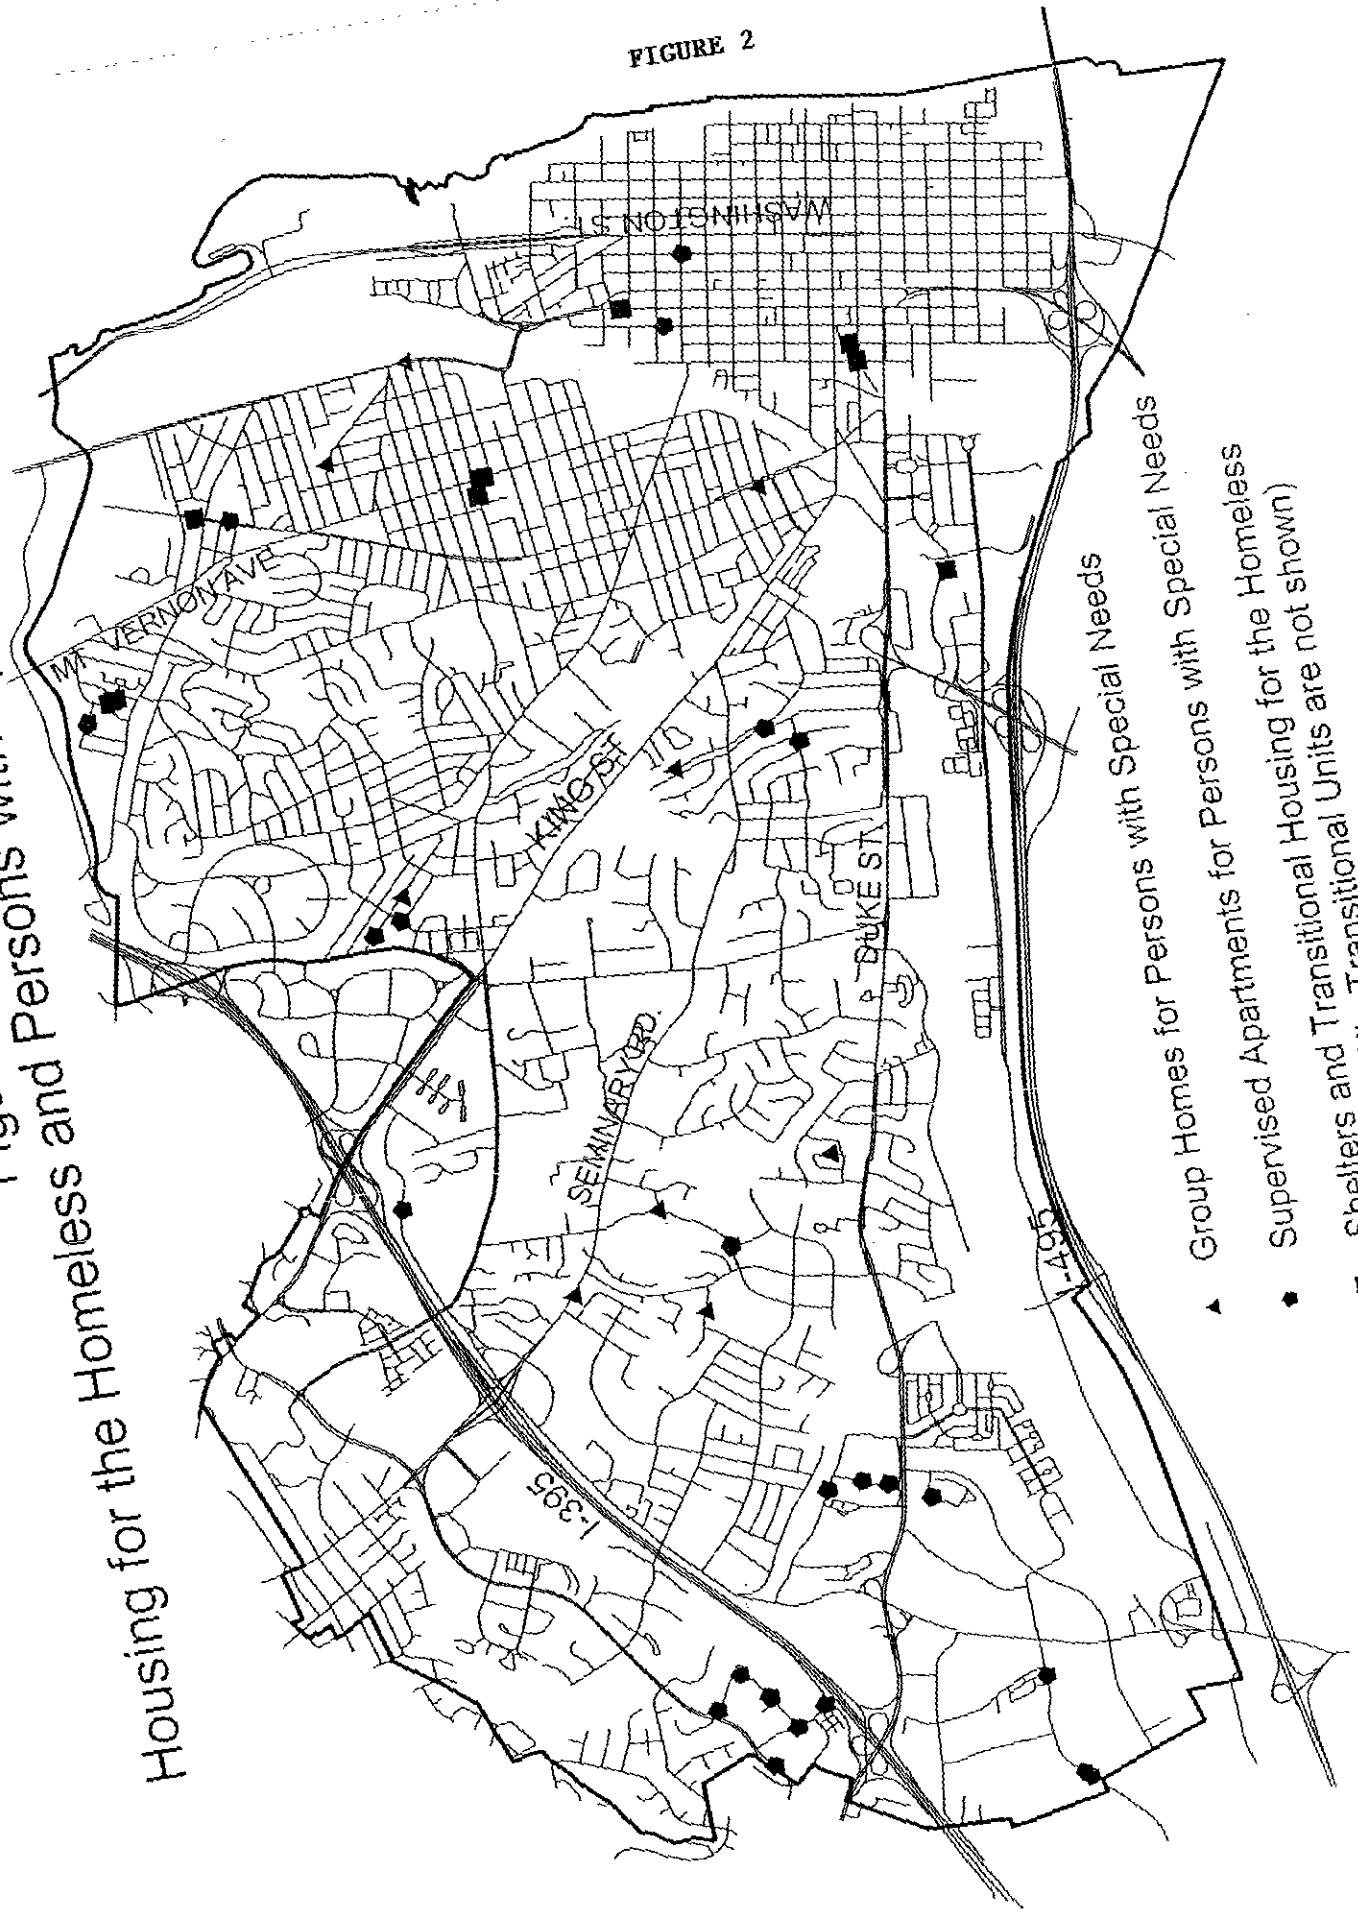 FIGURE 2
Housing for the Homeless and Persons with
WASHINGTON ST.
MT. VERNON AVE
KING ST
DUKE ST.
SEMINARY RD.
I-395
I-495
Group Homes for Persons with Special Needs
Supervised Apartments for Persons with Special Needs
Shelters and Transitional Housing for the Homeless
Transitional Units are not shown)